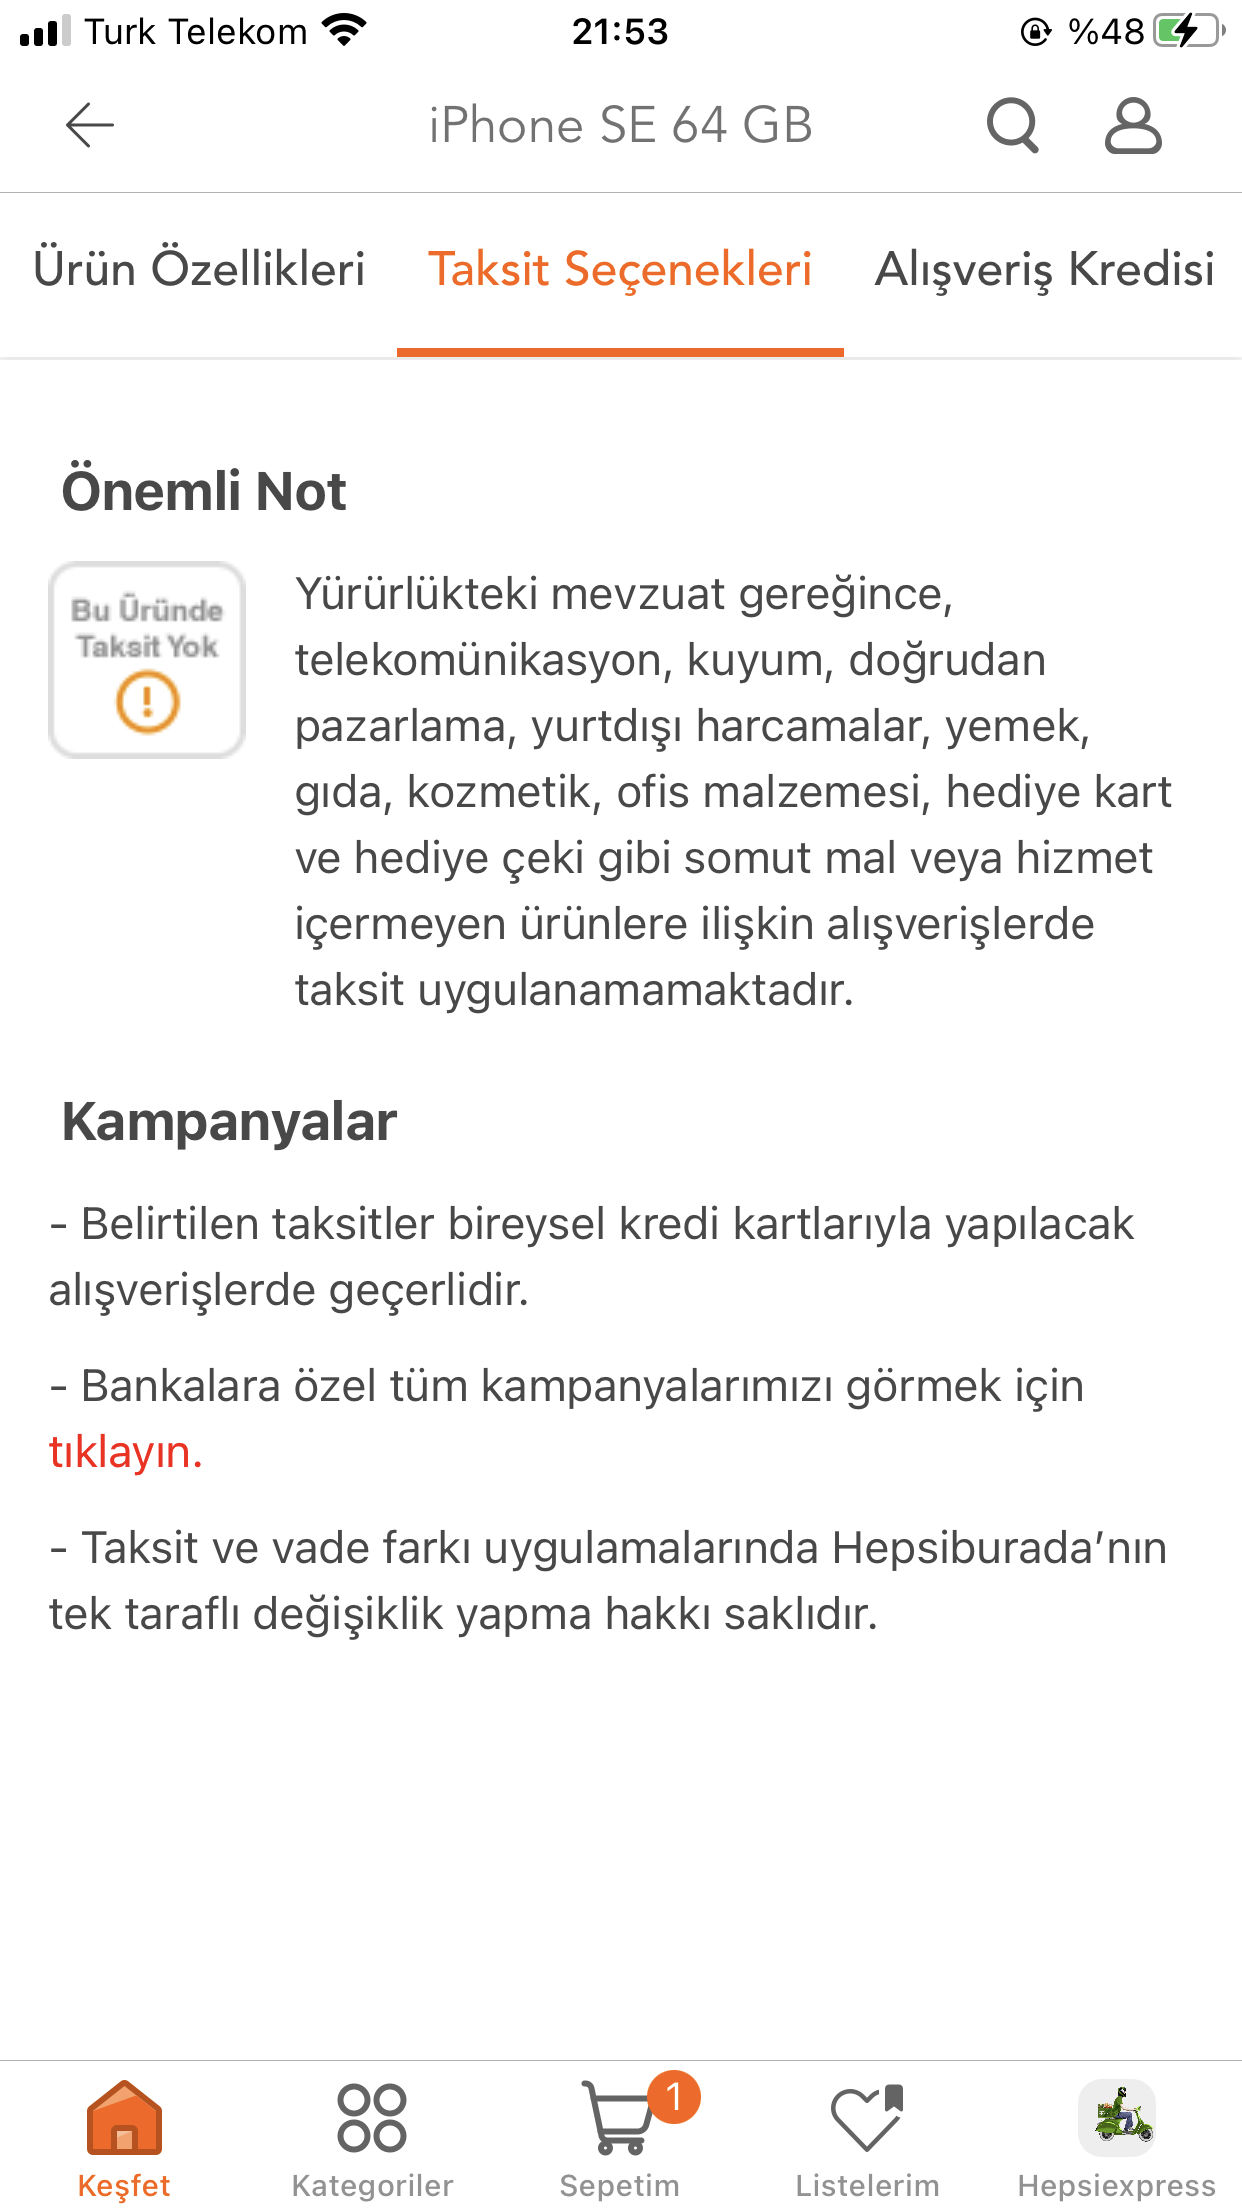 Turk Telekom
21:53
%48
iPhone SE 64 GB
Ürün Özellikleri
Taksit Seçenekleri
Alışveriş Kredisi
Önemli Not
Bu Üründe
Taksit Yok
Yürürlükteki mevzuat gereğince,
telekomünikasyon, kuyum, doğrudan
pazarlama, yurtdışı harcamalar, yemek,
gıda, kozmetik, ofis malzemesi, hediye kart
ve hediye çeki gibi somut mal veya hizmet
içermeyen ürünlere ilişkin alışverişlerde
taksit uygulanamamaktadır.
Kampanyalar
- Belirtilen taksitler bireysel kredi kartlarıyla yapılacak
alışverişlerde geçerlidir.
- Bankalara özel tüm kampanyalarımızı görmek için
tıklayın.
- Taksit ve vade farkı uygulamalarında Hepsiburada’nın
tek taraflı değişiklik yapma hakkı saklıdır.
1
Keşfet
Kategoriler
Sepetim
Listelerim
Hepsiexpress